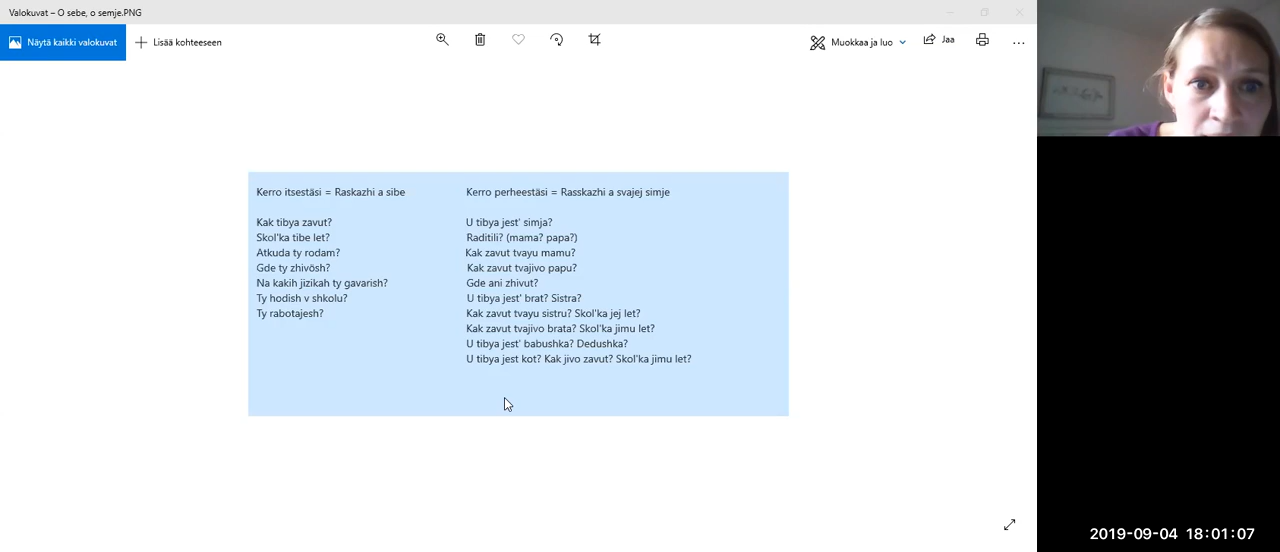 Valokuvat – O sebe, o semje.PNG
Näytä kaikki valokuvat
Lisää kohteeseen
Muokkaa ja luo
Jaa
Kerro itsestäsi = Raskazhi a sibe
Kak tibya zavut?
Skol'ka tibe let?
Atkuda ty rodam?
Gde ty zhivösh?
Na kakih jizikah ty gavarish?
Ty hodish v shkolu?
Ty rabotajesh?
Kerro perheestäsi = Rasskazhi a svajej simje
U tibya jest' simja?
Raditili? (mama? papa?)
Kak zavut tvayu mamu?
Kak zavut tvajivo papu?
Gde ani zhivut?
U tibya jest' brat? Sistra?
Kak zavut tvayu sistru? Skol'ka jej let?
Kak zavut tvajivo brata? Skol'ka jimu let?
U tibya jest' babushka? Dedushka?
U tibya jest kot? Kak jivo zavut? Skol'ka jimu let?
2019-09-04 18:01:07